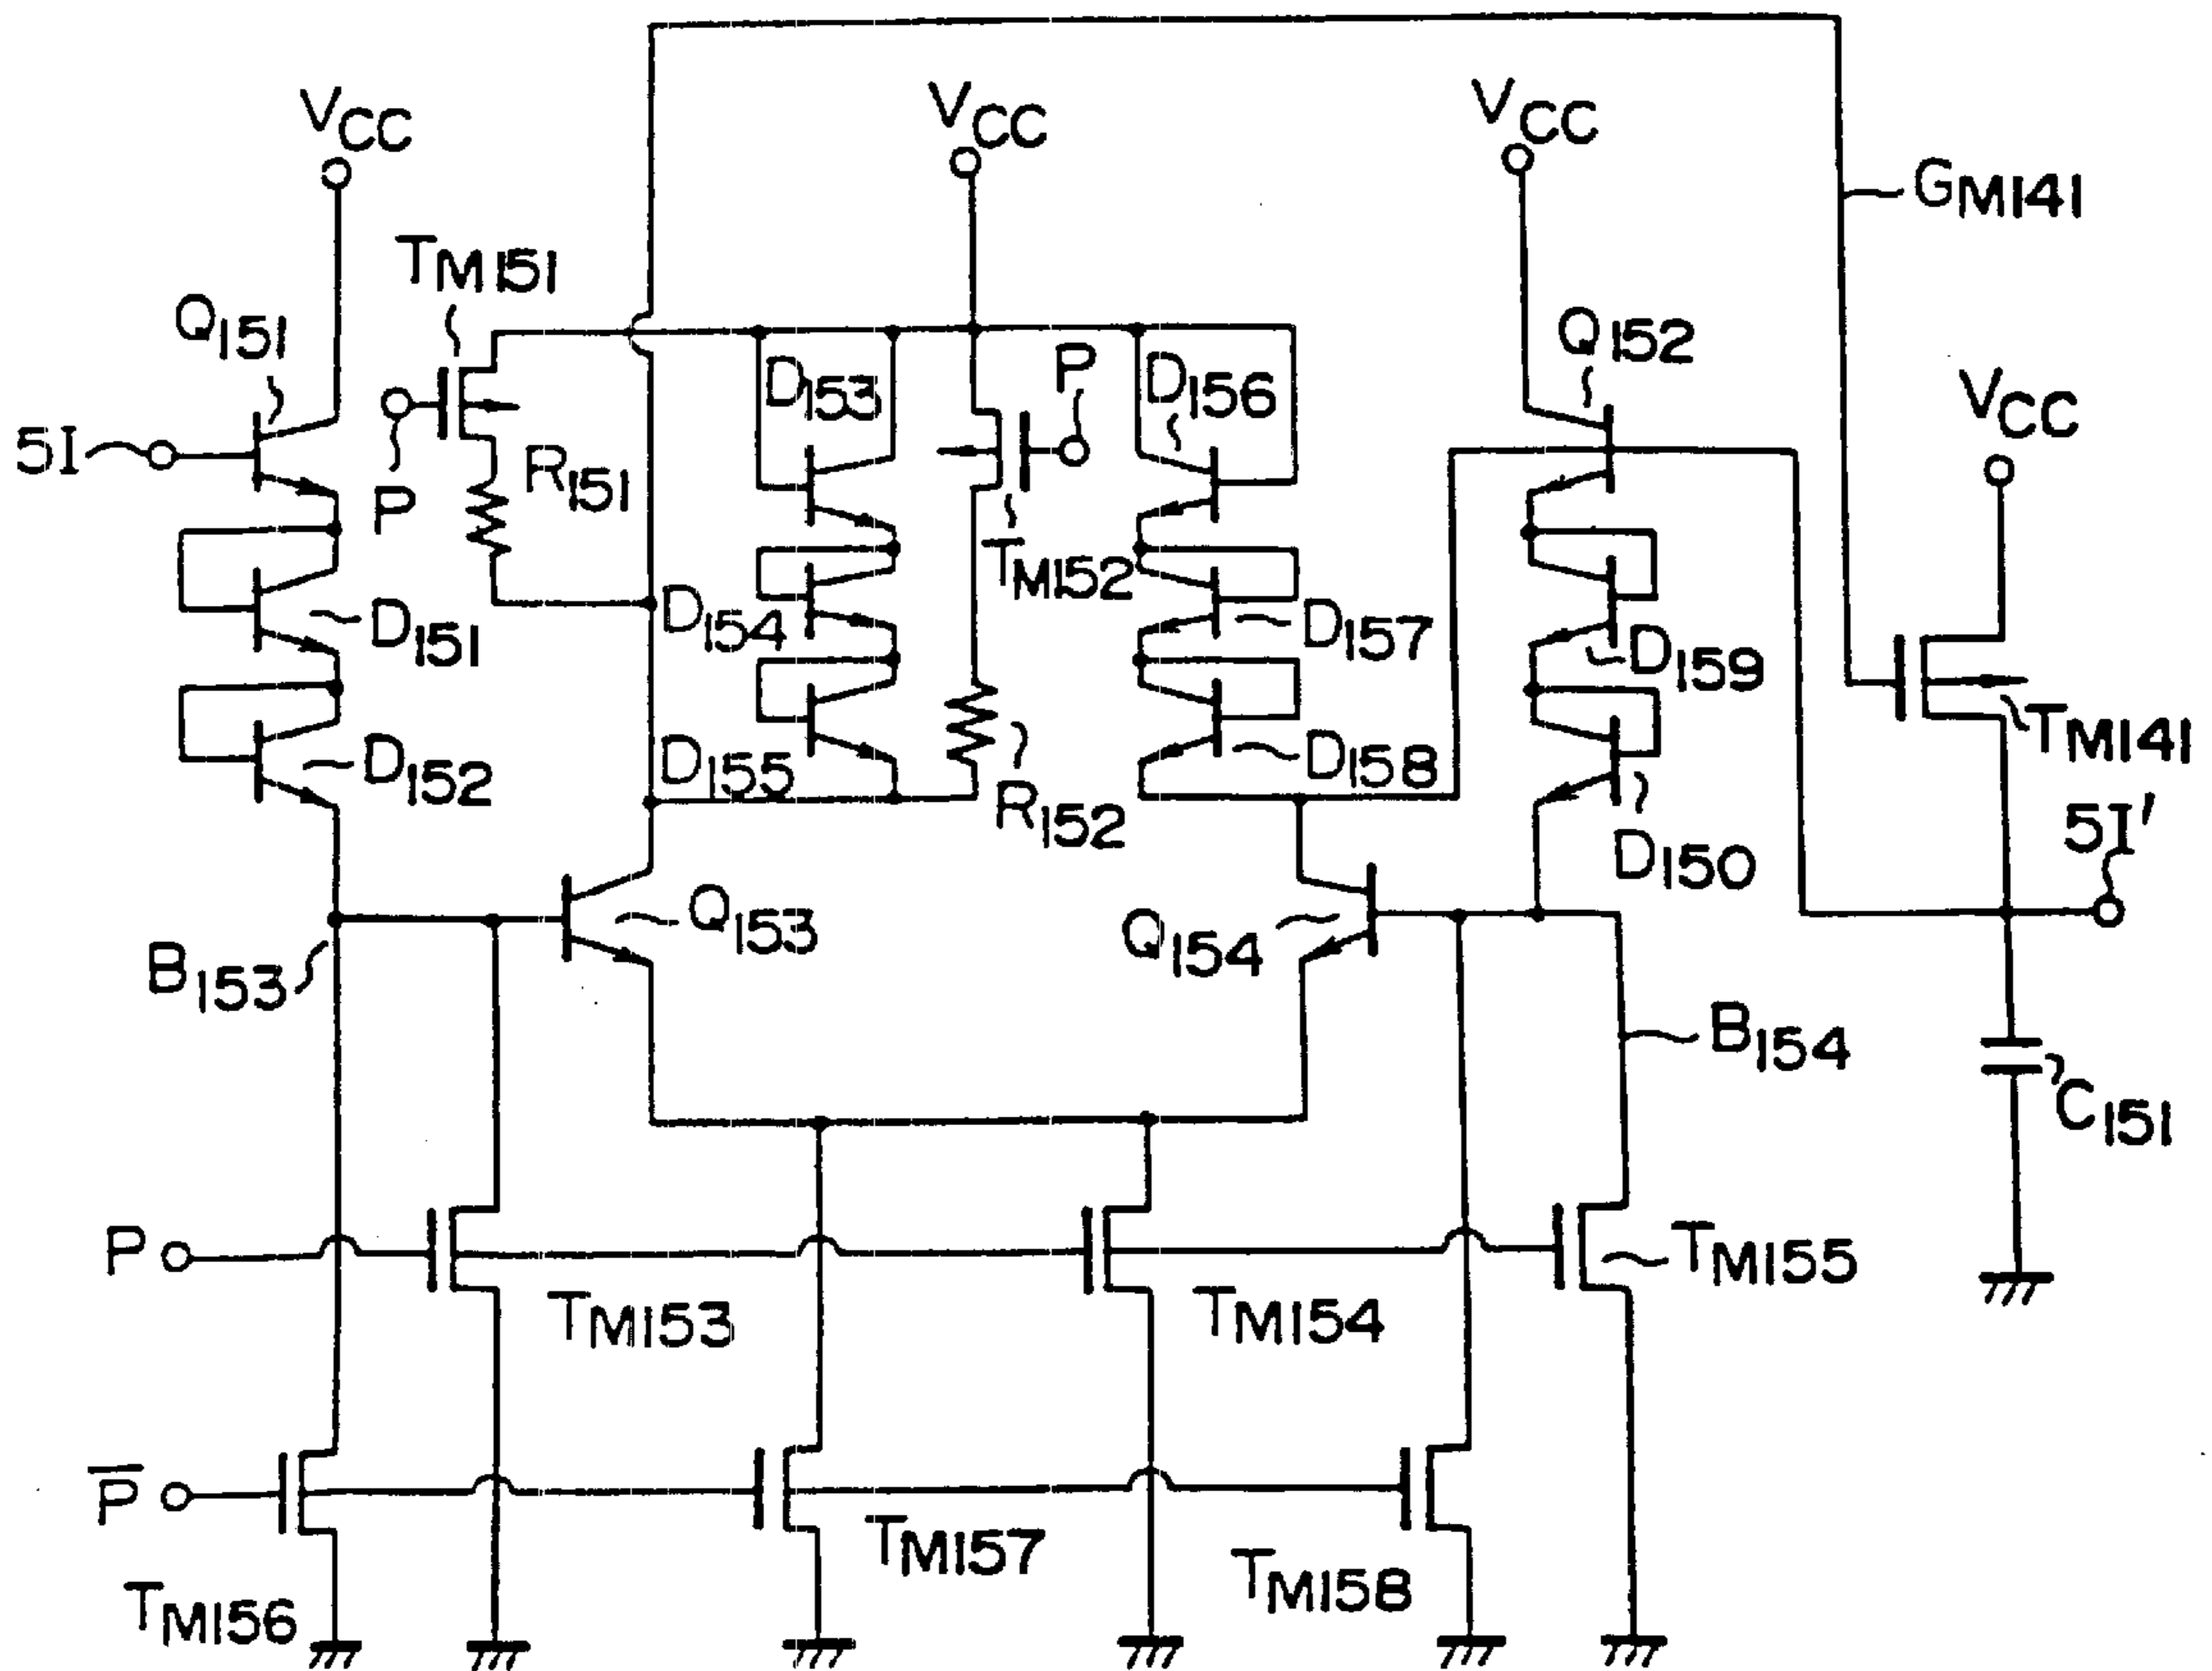 VCC
VCC
VCC
GM141
TM151
Q151
D153
P
D156
Q152
VCC
5I
P
R151
TM152
D154
D151
D157
D159
TM141
D155
D152
D158
R152
5I'
D150
Q153
Q154
B153
B154
C151
P
TM153
TM154
TM155
P̅
TM157
TM158
TM156